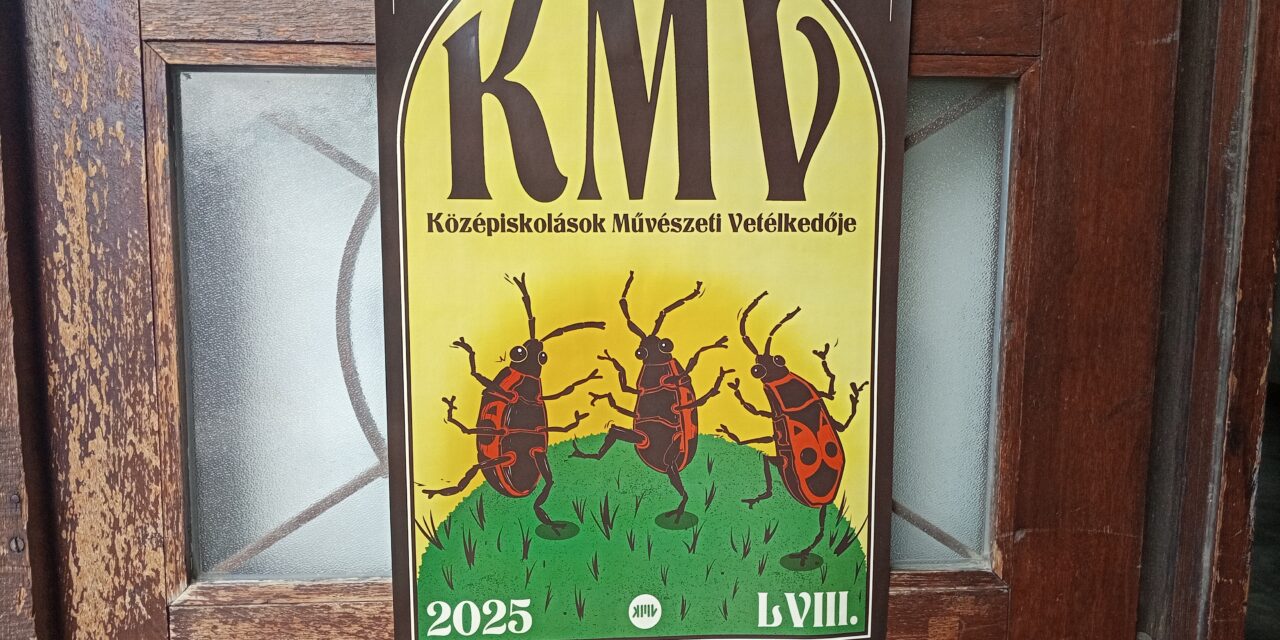 KMV
Középiskolások Művészeti Vetélkedője
2025
LVIII.